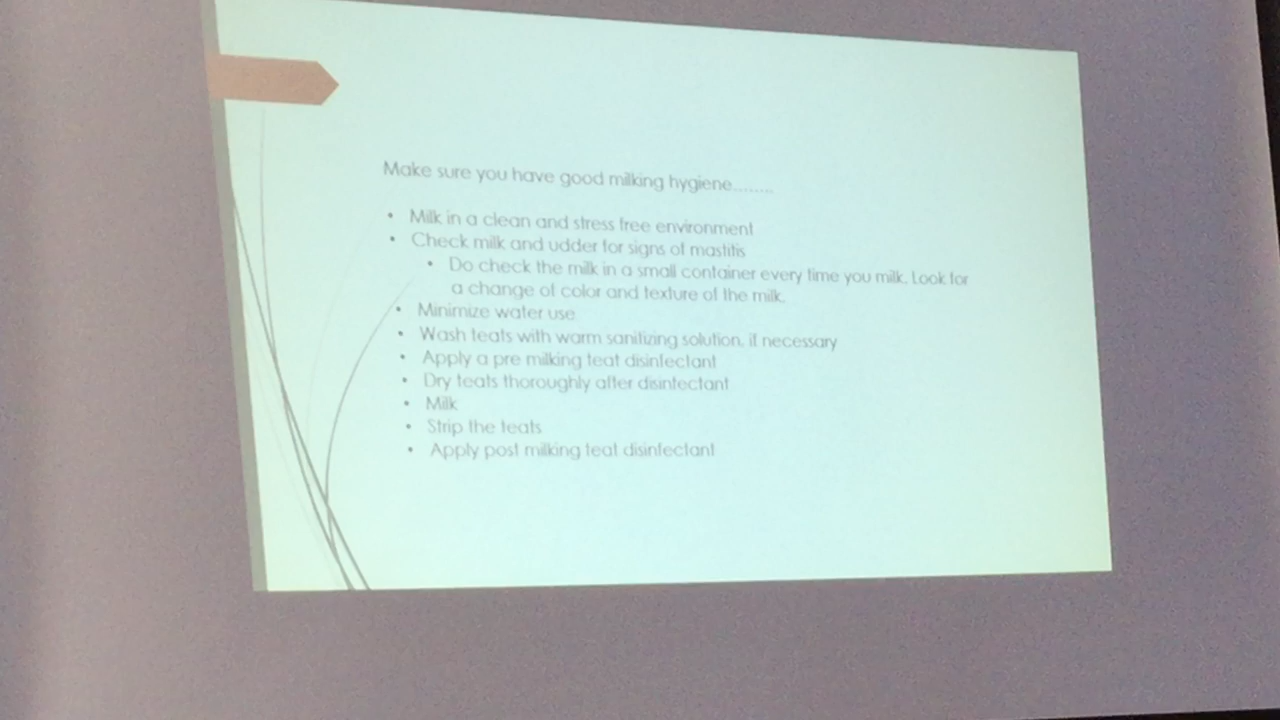 Make sure you have good milking hygiene........
• Milk in a clean and stress free environment
• Check milk and udder for signs of mastitis
• Do check the milk in a small container every time you milk. Look for
a change of color and texture of the milk.
• Minimize water use
• Wash teats with warm sanitizing solution, if necessary
• Apply a pre milking teat disinfectant
• Dry teats thoroughly after disinfectant
• Milk
• Strip the teats
• Apply post milking teat disinfectant